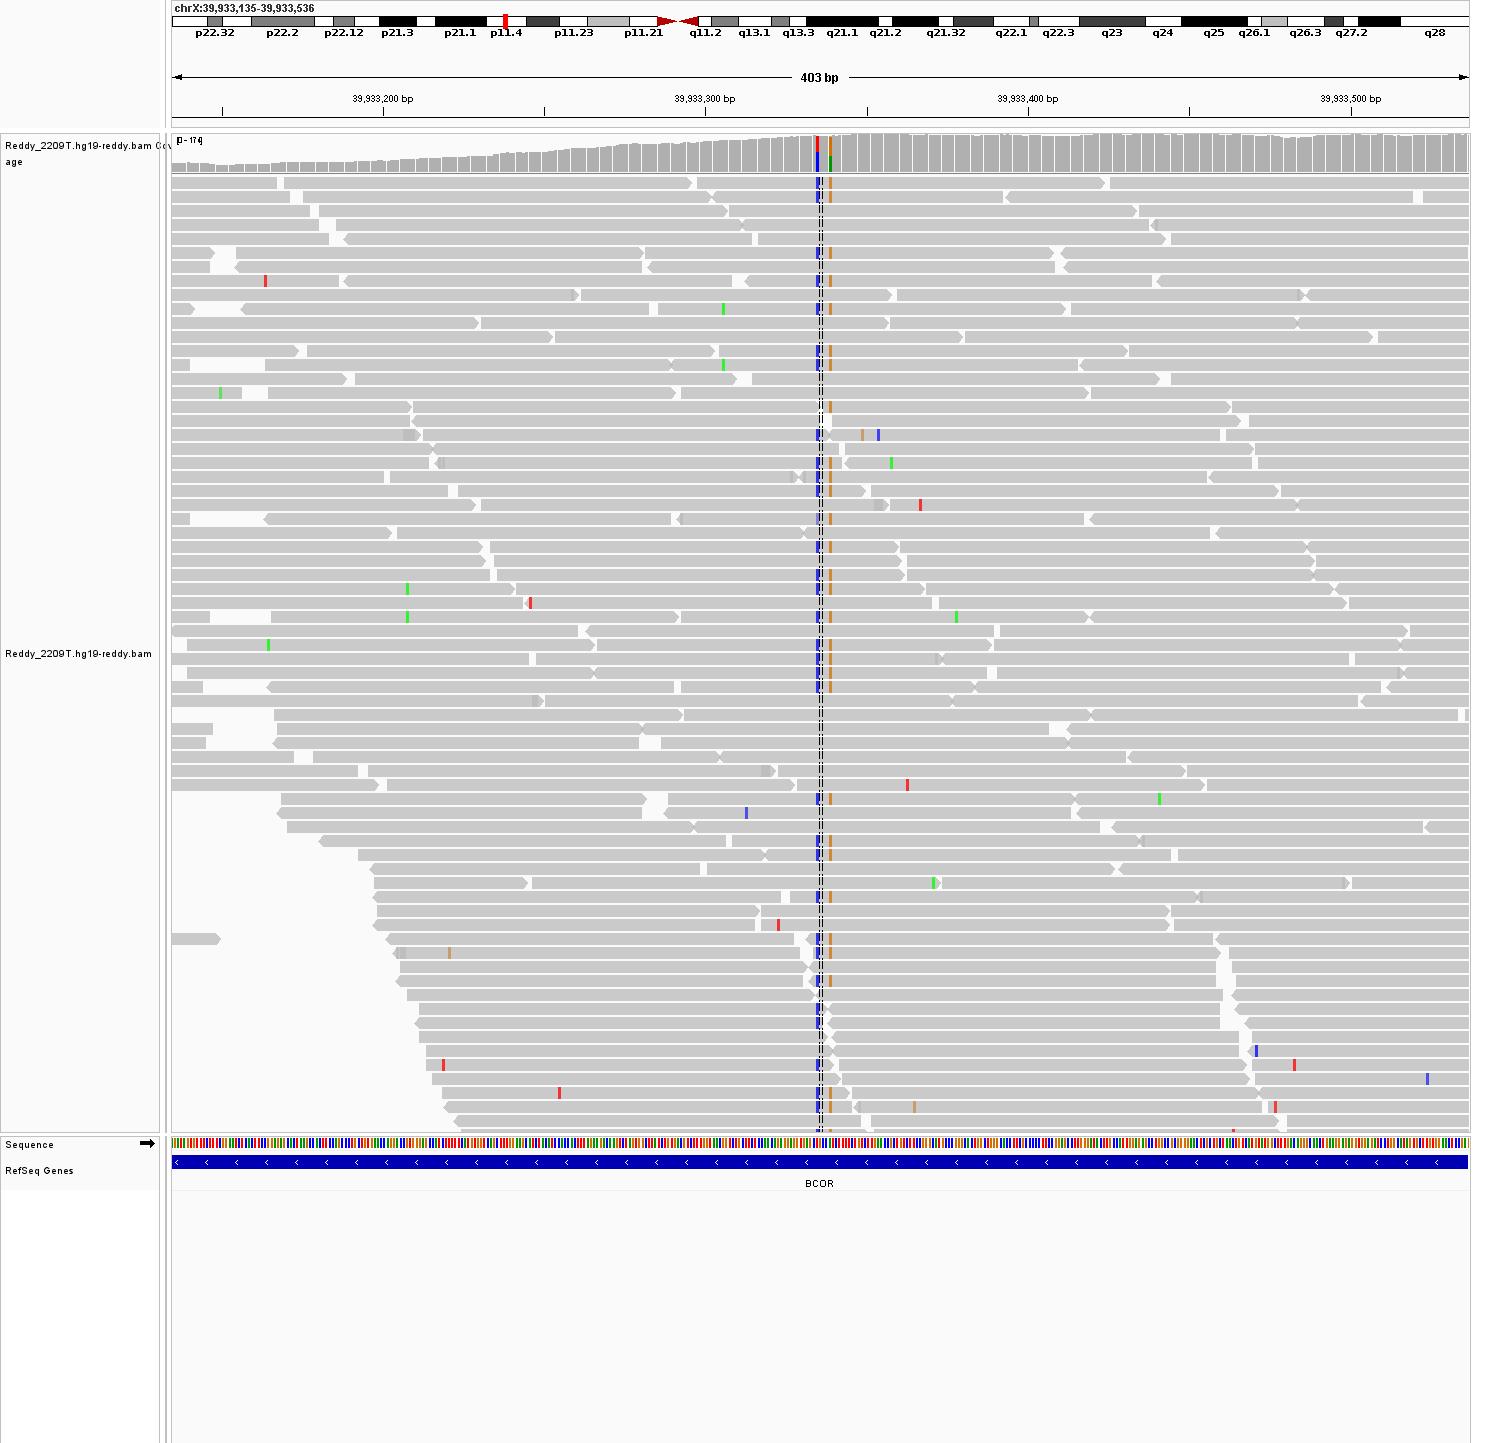 chrX:39,933,135-39,933,536
p22.32 p22.2 p22.12 p21.3 p21.1 p11.4 p11.23 p11.21 q11.2 q13.1 q13.3 q21.1 q21.2 q21.32 q22.1 q22.3 q23 q24 q25 q26.1 q26.3 q27.2 q28
403 bp
39,933,200 bp 39,933,300 bp 39,933,400 bp 39,933,500 bp
Reddy_2209T.hg19-reddy.bam Cov
age
[0 - 174]
Reddy_2209T.hg19-reddy.bam
Sequence
RefSeq Genes
BCOR